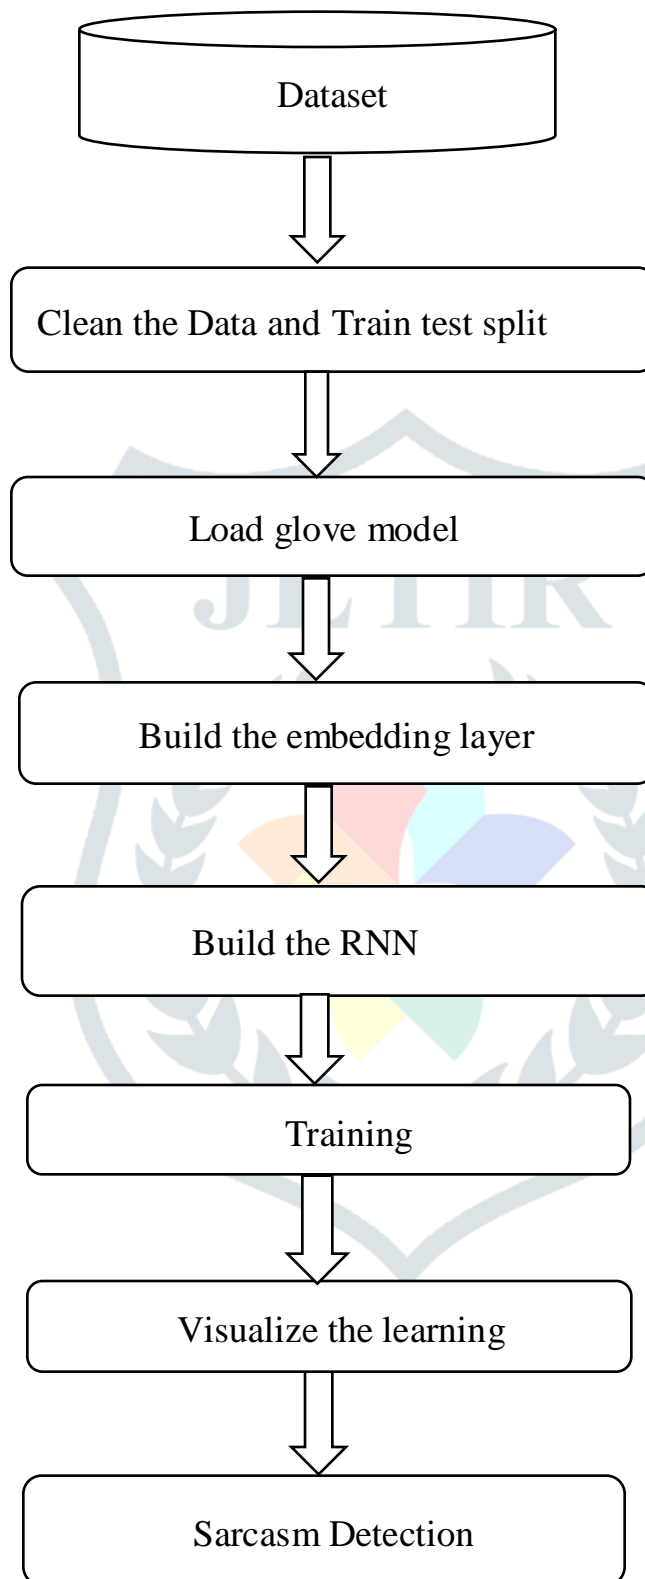 Dataset
Clean the Data and Train test split
Load glove model
JETIR
Build the embedding layer
Build the RNN
Training
Visualize the learning
Sarcasm Detection